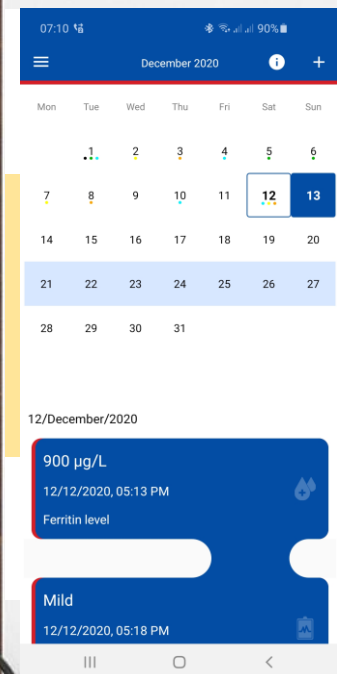 07:10 90%
December 2020
Mon Tue Wed Thu Fri Sat Sun
1 2 3 4 5 6
7 8 9 10 11 12 13
14 15 16 17 18 19 20
21 22 23 24 25 26 27
28 29 30 31
12/December/2020
900 µg/L
12/12/2020, 05:13 PM
Ferritin level
Mild
12/12/2020, 05:18 PM